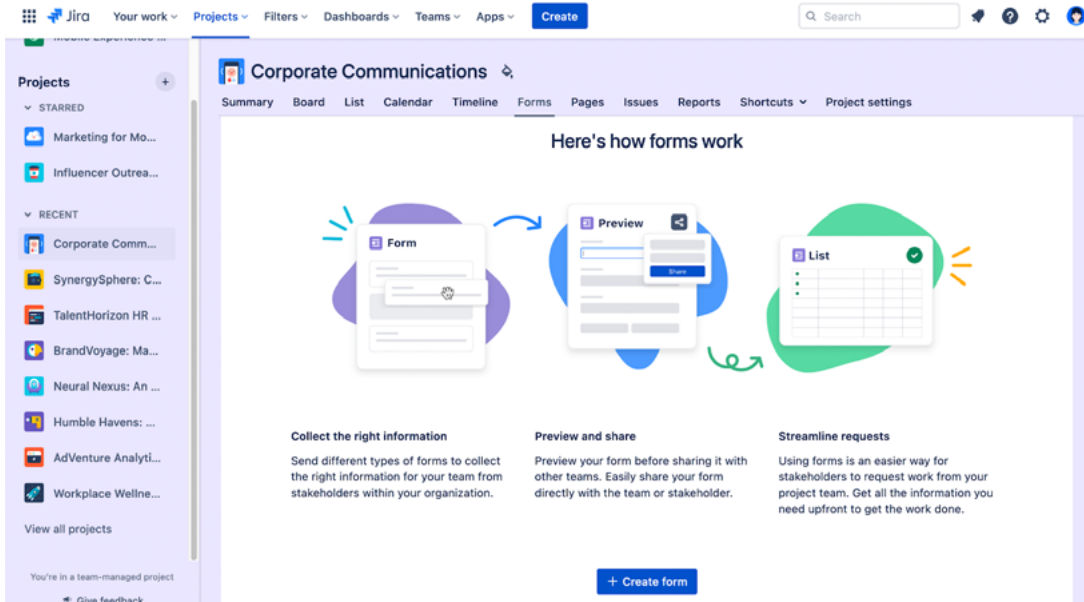 Jira
Your work
Projects
Filters
Dashboards
Teams
Apps
Create
Search
Mobile Experience ...
Projects
+
STARRED
Marketing for Mo...
Influencer Outrea...
RECENT
Corporate Comm...
SynergySphere: C...
TalentHorizon HR ...
BrandVoyage: Ma...
Neural Nexus: An ...
Humble Havens: ...
AdVenture Analyti...
Workplace Wellne...
View all projects
You're in a team-managed project
Give feedback
Corporate Communications
Summary
Board
List
Calendar
Timeline
Forms
Pages
Issues
Reports
Shortcuts
Project settings
Here's how forms work
Form
Preview
Share
List
Collect the right information
Send different types of forms to collect
the right information for your team from
stakeholders within your organization.
Preview and share
Preview your form before sharing it with
other teams. Easily share your form
directly with the team or stakeholder.
Streamline requests
Using forms is an easier way for
stakeholders to request work from your
project team. Get all the information you
need upfront to get the work done.
+ Create form